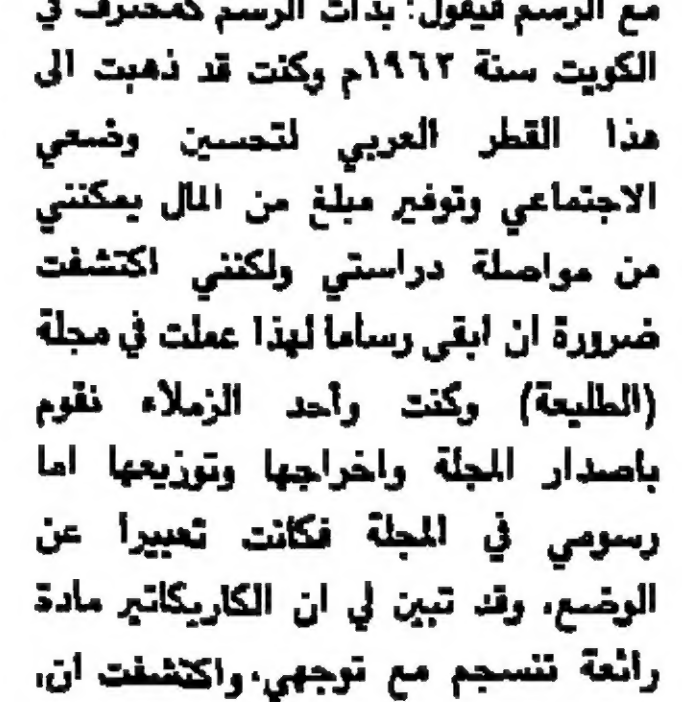 مع الرسم فيقول: بدأت الرسم كمحترف في
الكويت سنة ١٩٦٢م وكنت قد ذهبت الى
هذا القطر العربي لتحسين وضعي
الاجتماعي وتوفير مبلغ من المال يمكنني
من مواصلة دراستي ولكنني اكتشفت
ضرورة ان ابقى رساما لهذا عملت في مجلة
(الطليعة) وكنت وأحد الزملاء نقوم
باصدار المجلة واخراجها وتوزيعها اما
رسومي في المجلة فكانت تعبيرا عن
الوضع، وقد تبين لي ان الكاريكاتير مادة
رائعة تنسجم مع توجهي، واكتشفت ان،